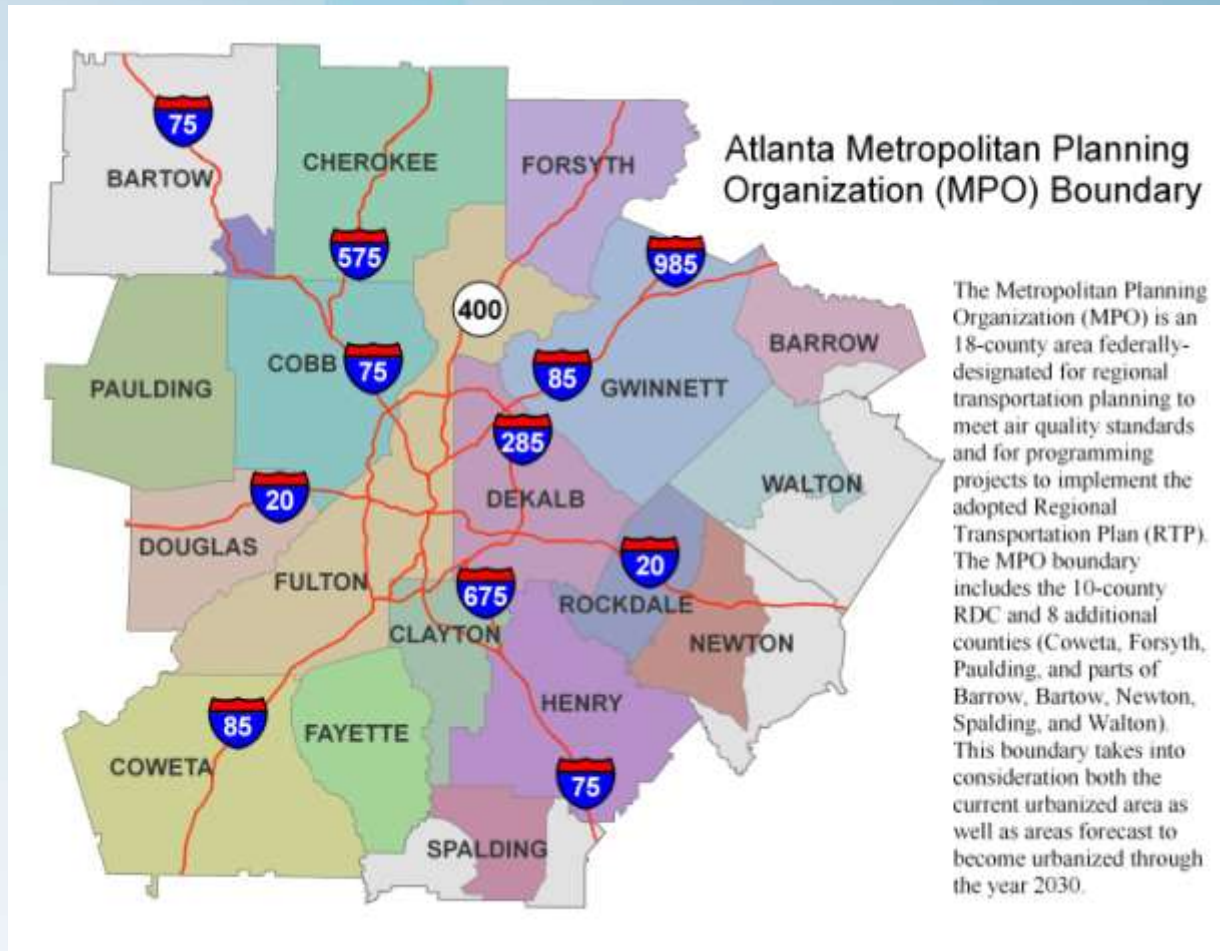 75
BARTOW
CHEROKEE
FORSYTH
Atlanta Metropolitan Planning
Organization (MPO) Boundary
575
985
400
COBB
75
PAULDING
85
GWINNETT
BARROW
285
20
DEKALB
WALTON
DOUGLAS
FULTON
675
20
CLAYTON
ROCKDALE
NEWTON
HENRY
85
FAYETTE
COWETA
75
SPALDING
The Metropolitan Planning
Organization (MPO) is an
18-county area federally-
designated for regional
transportation planning to
meet air quality standards
and for programming
projects to implement the
adopted Regional
Transportation Plan (RTP).
The MPO boundary
includes the 10-county
RDC and 8 additional
counties (Coweta, Forsyth,
Paulding, and parts of
Barrow, Bartow, Newton,
Spalding, and Walton).
This boundary takes into
consideration both the
current urbanized area as
well as areas forecast to
become urbanized through
the year 2030.